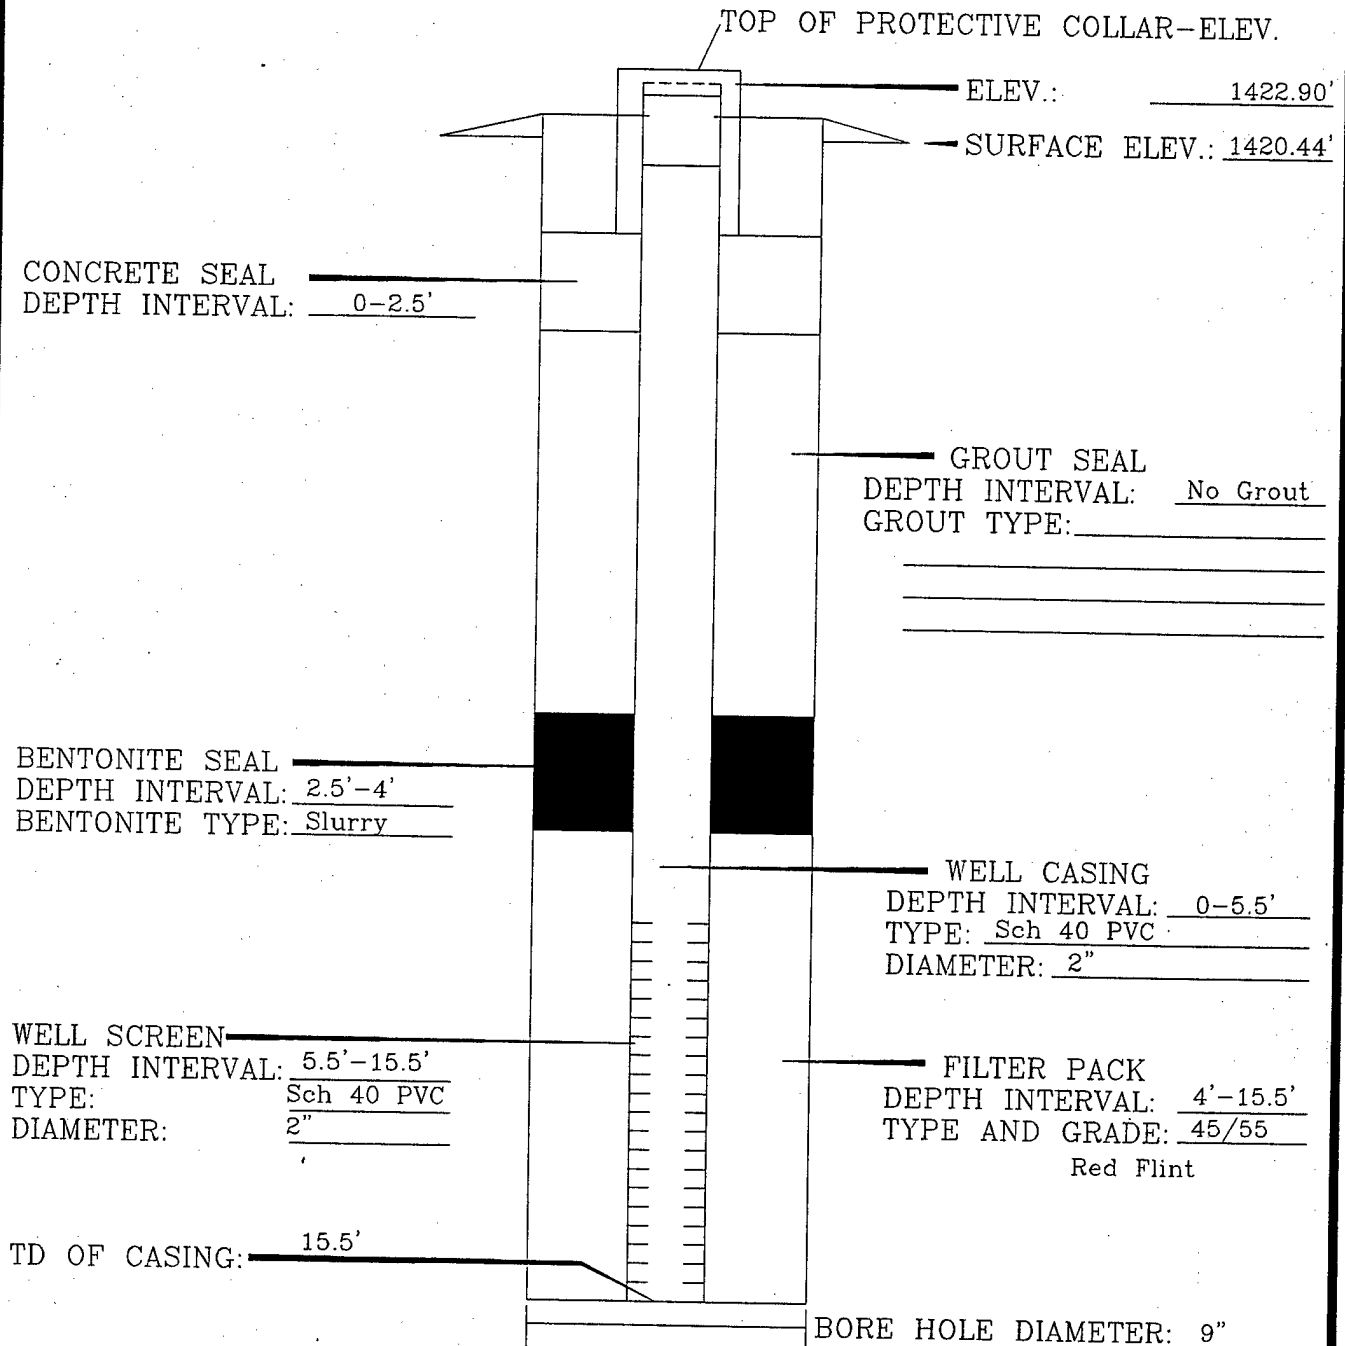 TOP OF PROTECTIVE COLLAR-ELEV.
ELEV.: 1422.90'
SURFACE ELEV.: 1420.44'
CONCRETE SEAL
DEPTH INTERVAL: 0-2.5'
GROUT SEAL
DEPTH INTERVAL: No Grout
GROUT TYPE:
BENTONITE SEAL
DEPTH INTERVAL: 2.5'-4'
BENTONITE TYPE: Slurry
WELL CASING
DEPTH INTERVAL: 0-5.5'
TYPE: Sch 40 PVC
DIAMETER: 2"
WELL SCREEN
DEPTH INTERVAL: 5.5'-15.5'
TYPE: Sch 40 PVC
DIAMETER: 2"
FILTER PACK
DEPTH INTERVAL: 4'-15.5'
TYPE AND GRADE: 45/55
Red Flint
TD OF CASING: 15.5'
BORE HOLE DIAMETER: 9"